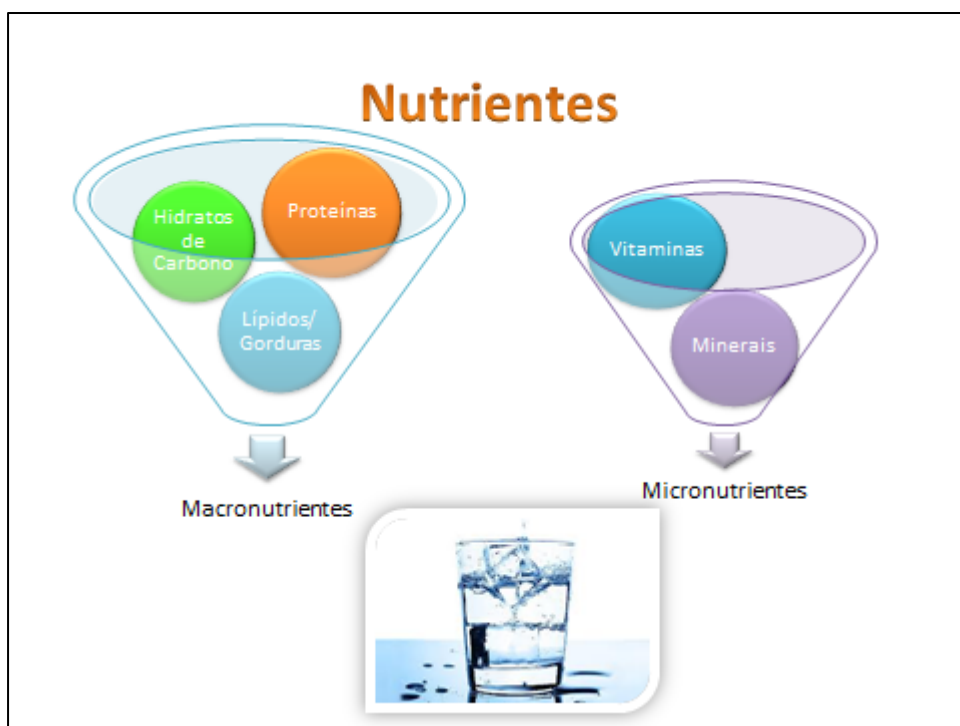 Nutrientes
Hidratos
de
Carbono
Proteínas
Lípidos/
Gorduras
Vitaminas
Minerais
Macronutrientes
Micronutrientes